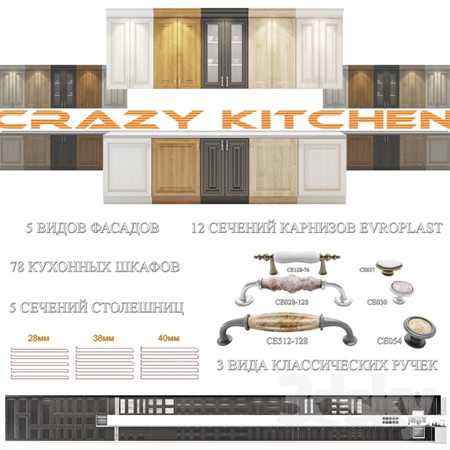 CRAZY KITCHEN
5 ВИДОВ ФАСАДОВ
12 СЕЧЕНИЙ КАРНИЗОВ EVROPLAST
78 КУХОННЫХ ШКАФОВ
CE128-76
CE037
5 СЕЧЕНИЙ СТОЛЕШНИЦ
CE028-128
CE030
28мм
38мм
40мм
CE512-128
CE054
3 ВИДА КЛАССИЧЕСКИХ РУЧЕК